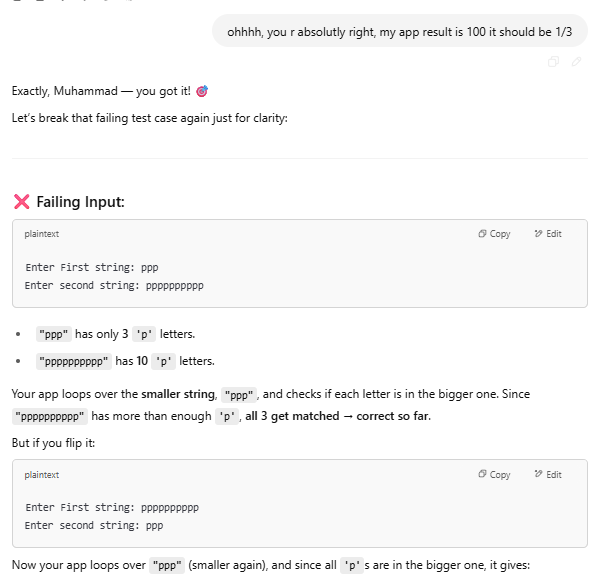 ohhhh, you r absolutly right, my app result is 100 it should be 1/3
Exactly, Muhammad — you got it! 🎯
Let's break that failing test case again just for clarity:
❌ Failing Input:
plaintext Copy Edit
Enter First string: ppp
Enter second string: pppppppppp
• "ppp" has only 3 'p' letters.
• "pppppppppp" has 10 'p' letters.
Your app loops over the smaller string, "ppp", and checks if each letter is in the bigger one. Since
"pppppppppp" has more than enough 'p', all 3 get matched → correct so far.
But if you flip it:
plaintext Copy Edit
Enter First string: pppppppppp
Enter second string: ppp
Now your app loops over "ppp" (smaller again), and since all 'p's are in the bigger one, it gives: